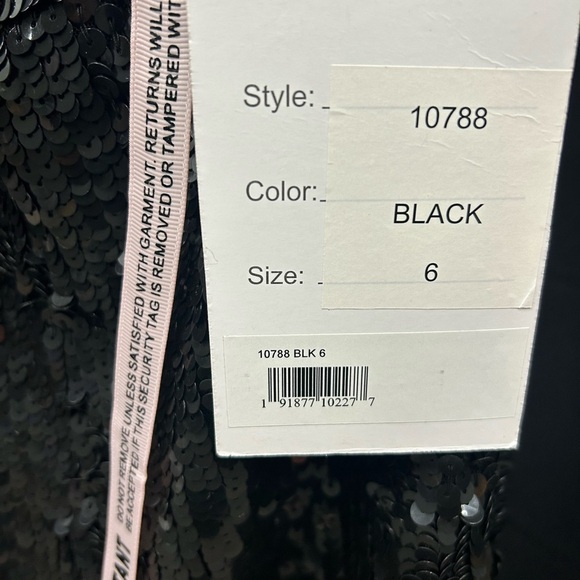 Style: 10788
Color: BLACK
Size: 6
10788 BLK 6
1 91877 10227 7
DO NOT REMOVE UNLESS SATISFIED WITH GARMENT. RETURNS WILL
BE ACCEPTED IF THIS SECURITY TAG IS REMOVED OR TAMPERED WIT
TANT